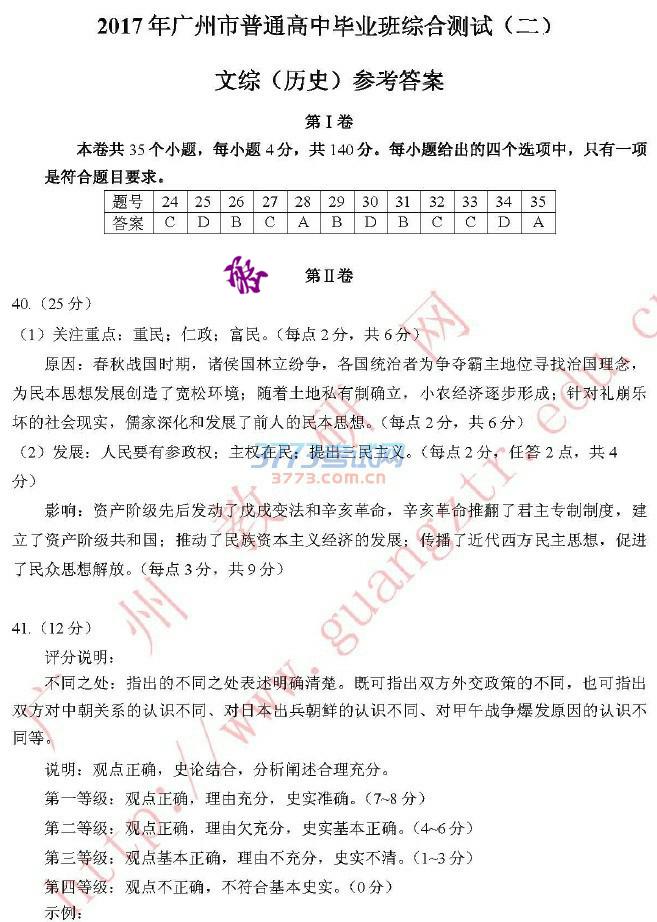 2017年广州市普通高中毕业班综合测试（二）
文综（历史）参考答案
第Ⅰ卷
本卷共35个小题，每小题4分，共140分。每小题给出的四个选项中，只有一项
是符合题目要求。
题号 24 25 26 27 28 29 30 31 32 33 34 35
答案 C D B C A B D B C C D A
第Ⅱ卷
40.（25分）
（1）关注重点：重民；仁政；富民。（每点2分，共6分）
原因：春秋战国时期，诸侯国林立纷争，各国统治者为争夺霸主地位寻找治国理念，
为民本思想发展创造了宽松环境；随着土地私有制确立，小农经济逐步形成；针对礼崩乐
坏的社会现实，儒家深化和发展了前人的民本思想。（每点2分，共6分）
（2）发展：人民要有参政权；主权在民；提出三民主义。（每点2分，任答2点，共4
分）
3773考试网
3773.com.cn
影响：资产阶级先后发动了戊戌变法和辛亥革命，辛亥革命推翻了君主专制制度，建
立了资产阶级共和国；推动了民族资本主义经济的发展；传播了近代西方民主思想，促进
了民众思想解放。（每点3分，共9分）
41.（12分）
评分说明：
不同之处：指出的不同之处表述明确清楚。既可指出双方外交政策的不同，也可指出
双方对中朝关系的认识不同、对日本出兵朝鲜的认识不同、对甲午战争爆发原因的认识不
同等。
说明：观点正确，史论结合，分析阐述合理充分。
第一等级：观点正确，理由充分，史实准确。（7~8分）
第二等级：观点正确，理由欠充分，史实基本正确。（4~6分）
第三等级：观点基本正确，理由不充分，史实不清。（1~3分）
第四等级：观点不正确，不符合基本史实。（0分）
示例：
广州教研网
http://www.guangztr.edu.cn